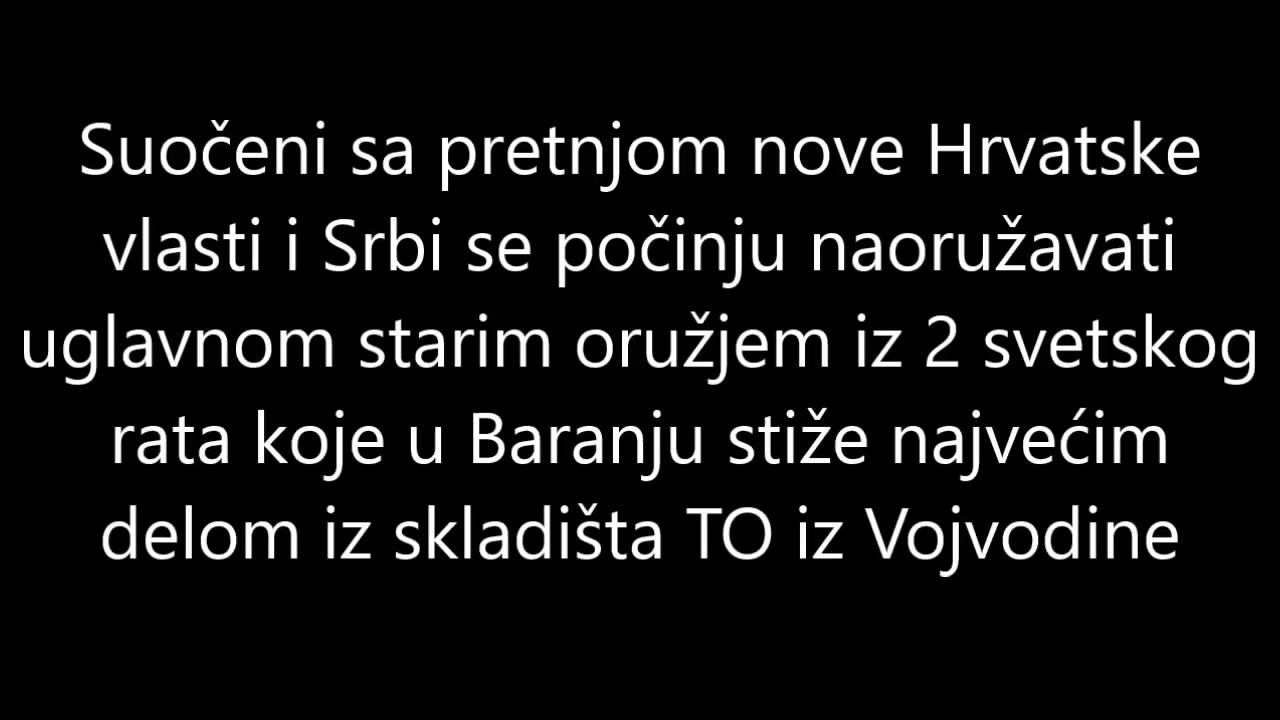 Suočeni sa pretnjom nove Hrvatske
vlasti i Srbi se počinju naoružavati
uglavnom starim oružjem iz 2 svetskog
rata koje u Baranju stiže najvećim
delom iz skladišta TO iz Vojvodine